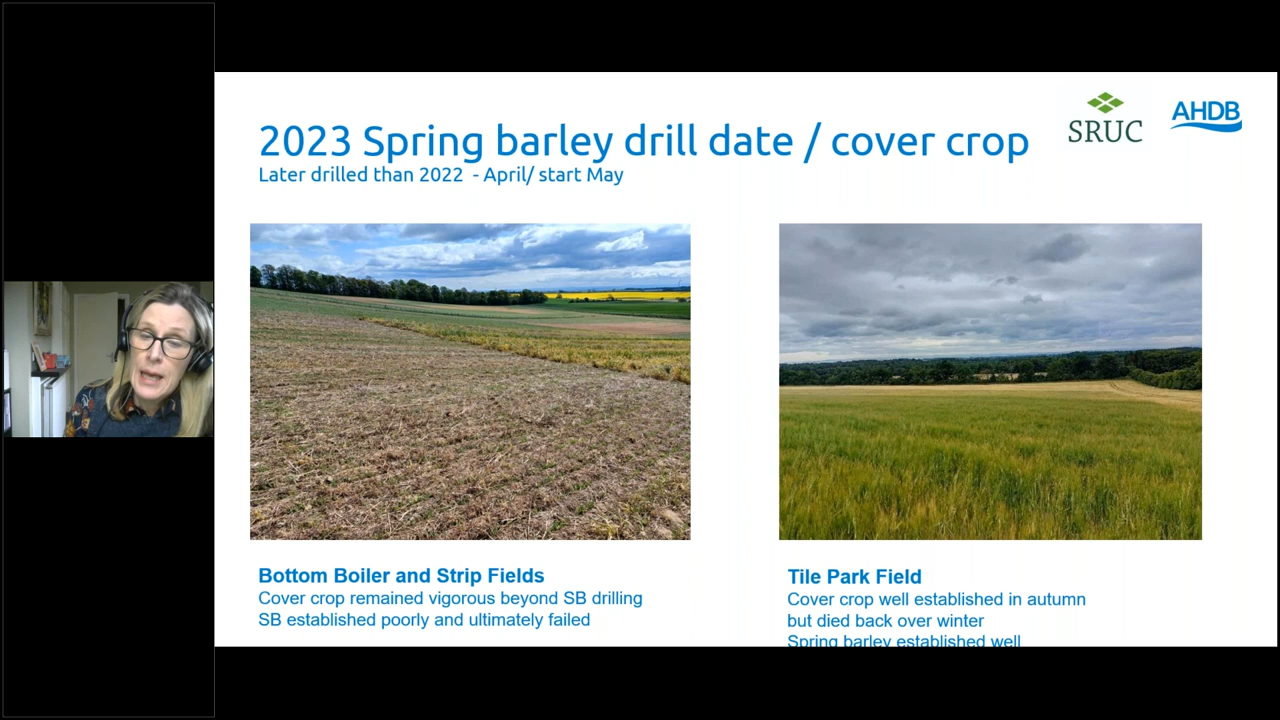 2023 Spring barley drill date / cover crop
Later drilled than 2022 - April/ start May
SRUC
AHDB
Bottom Boiler and Strip Fields
Cover crop remained vigorous beyond SB drilling
SB established poorly and ultimately failed
Tile Park Field
Cover crop well established in autumn
but died back over winter
Spring barley established well